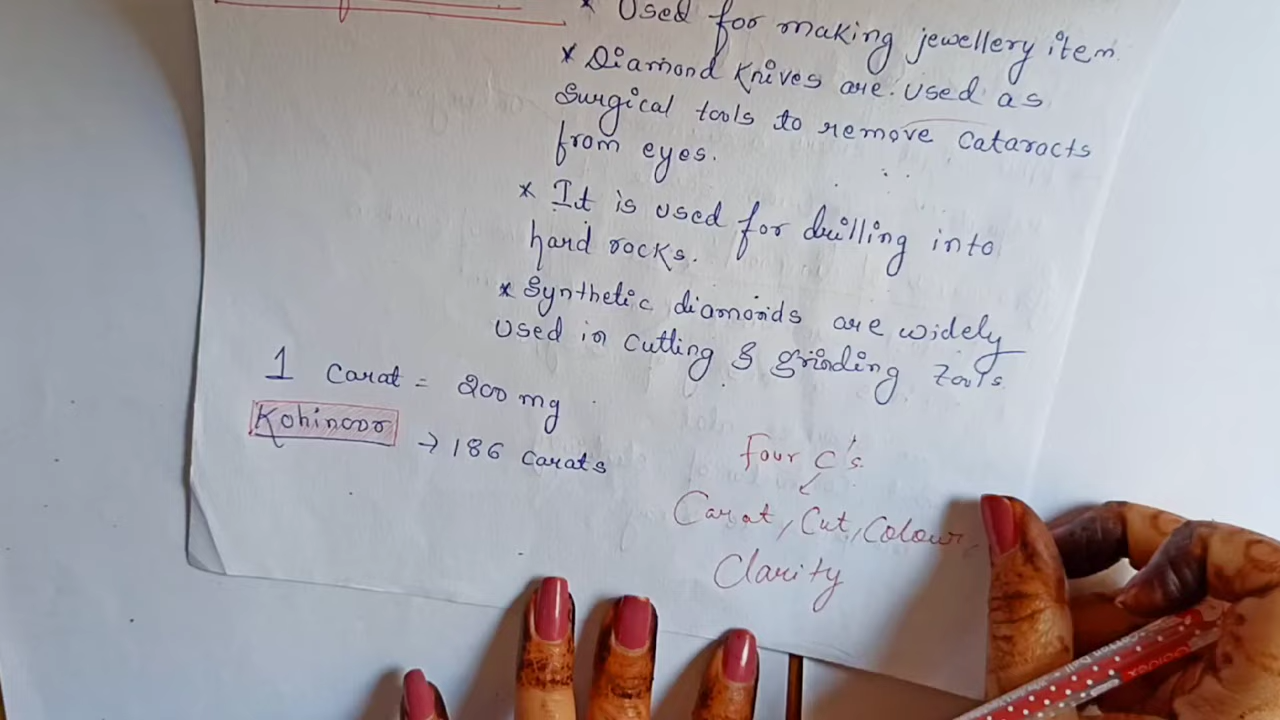 * Used for making jewellery item
* Diamond knives are used as
surgical tools to remove cataracts
from eyes.
* It is used for drilling into
hard rocks.
* Synthetic diamonds are widely
used in cutting & grinding tools.
1 carat = 200 mg
Kohinoor → 186 carats
Four C's
Carat, Cut, Colour,
Clarity